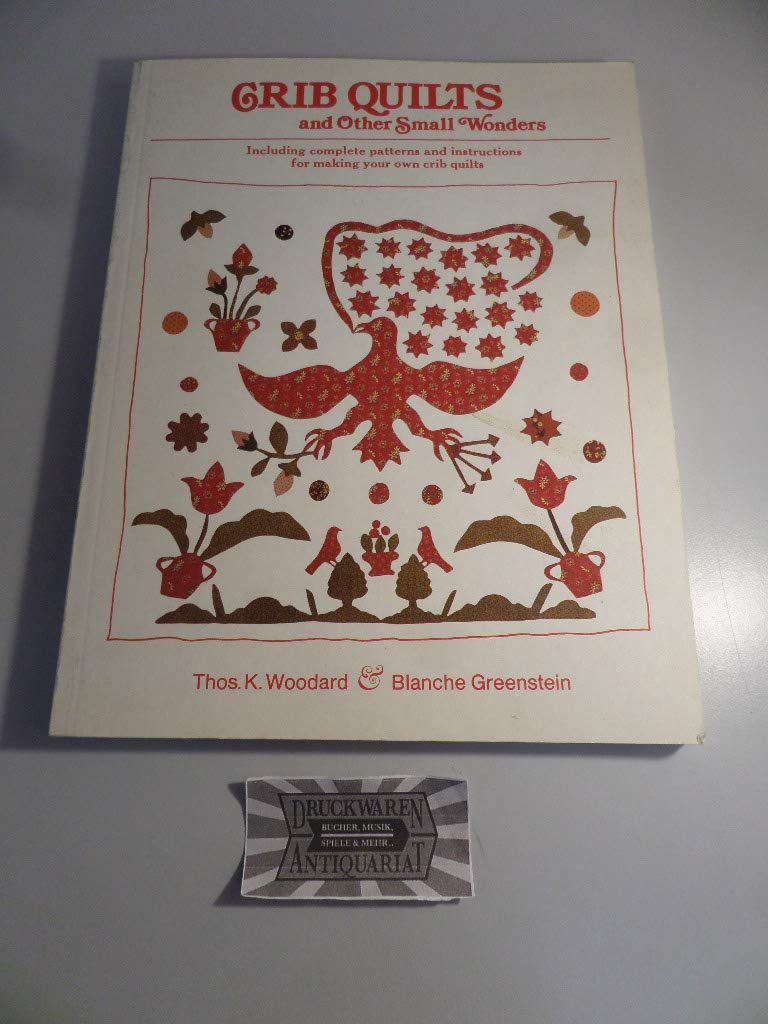 CRIB QUILTS
and Other Small Wonders
Including complete patterns and instructions
for making your own crib quilts
Thos. K. Woodard & Blanche Greenstein
DRUCKWAREN
BÜCHER, MUSIK,
SPIELE & MEHR...
ANTIQUARIAT